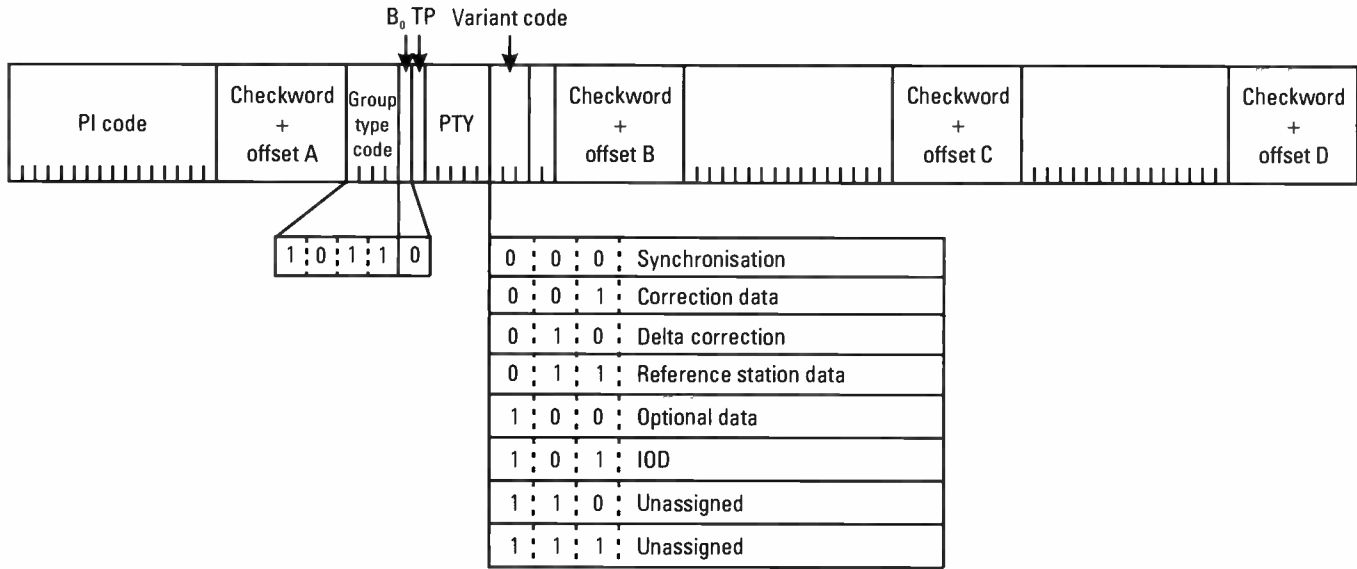 B₀ TP Variant code
PI code
Checkword
+
offset A
Group
type
code
PTY
Checkword
+
offset B
Checkword
+
offset C
Checkword
+
offset D
1 0 1 1 0
0 0 0 Synchronisation
0 0 1 Correction data
0 1 0 Delta correction
0 1 1 Reference station data
1 0 0 Optional data
1 0 1 IOD
1 1 0 Unassigned
1 1 1 Unassigned